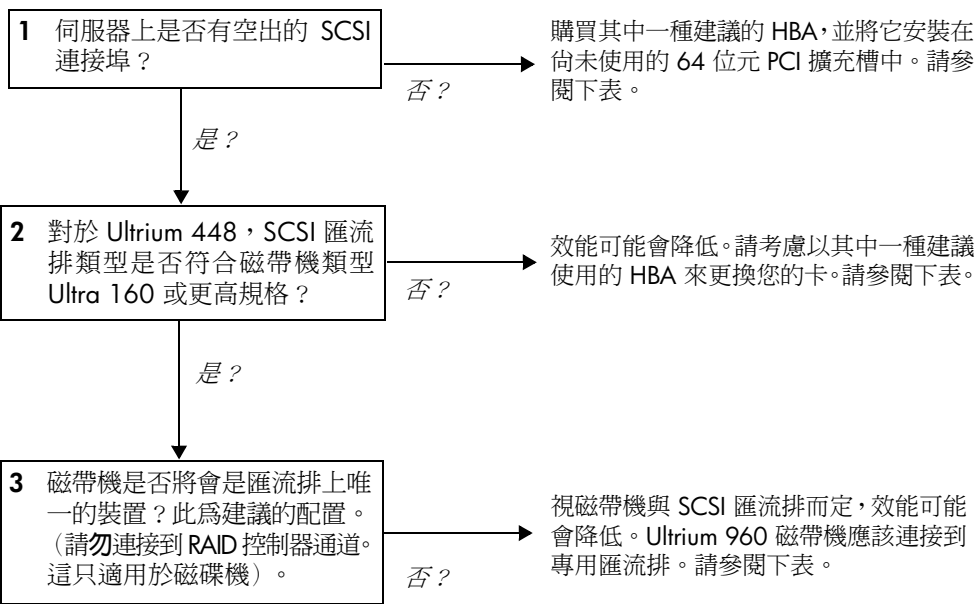 1 伺服器上是否有空出的 SCSI
連接埠？
否？
購買其中一種建議的 HBA，並將它安裝在
尚未使用的 64 位元 PCI 擴充槽中。請參
閱下表。
是？
2 對於 Ultrium 448，SCSI 匯流
排類型是否符合磁帶機類型
Ultra 160 或更高規格？
否？
效能可能會降低。請考慮以其中一種建議
使用的 HBA 來更換您的卡。請參閱下表。
是？
3 磁帶機是否將會是匯流排上唯
一的裝置？此為建議的配置。
（請勿連接到 RAID 控制器通道。
這只適用於磁碟機）。
否？
視磁帶機與 SCSI 匯流排而定，效能可能
會降低。Ultrium 960 磁帶機應該連接到
專用匯流排。請參閱下表。